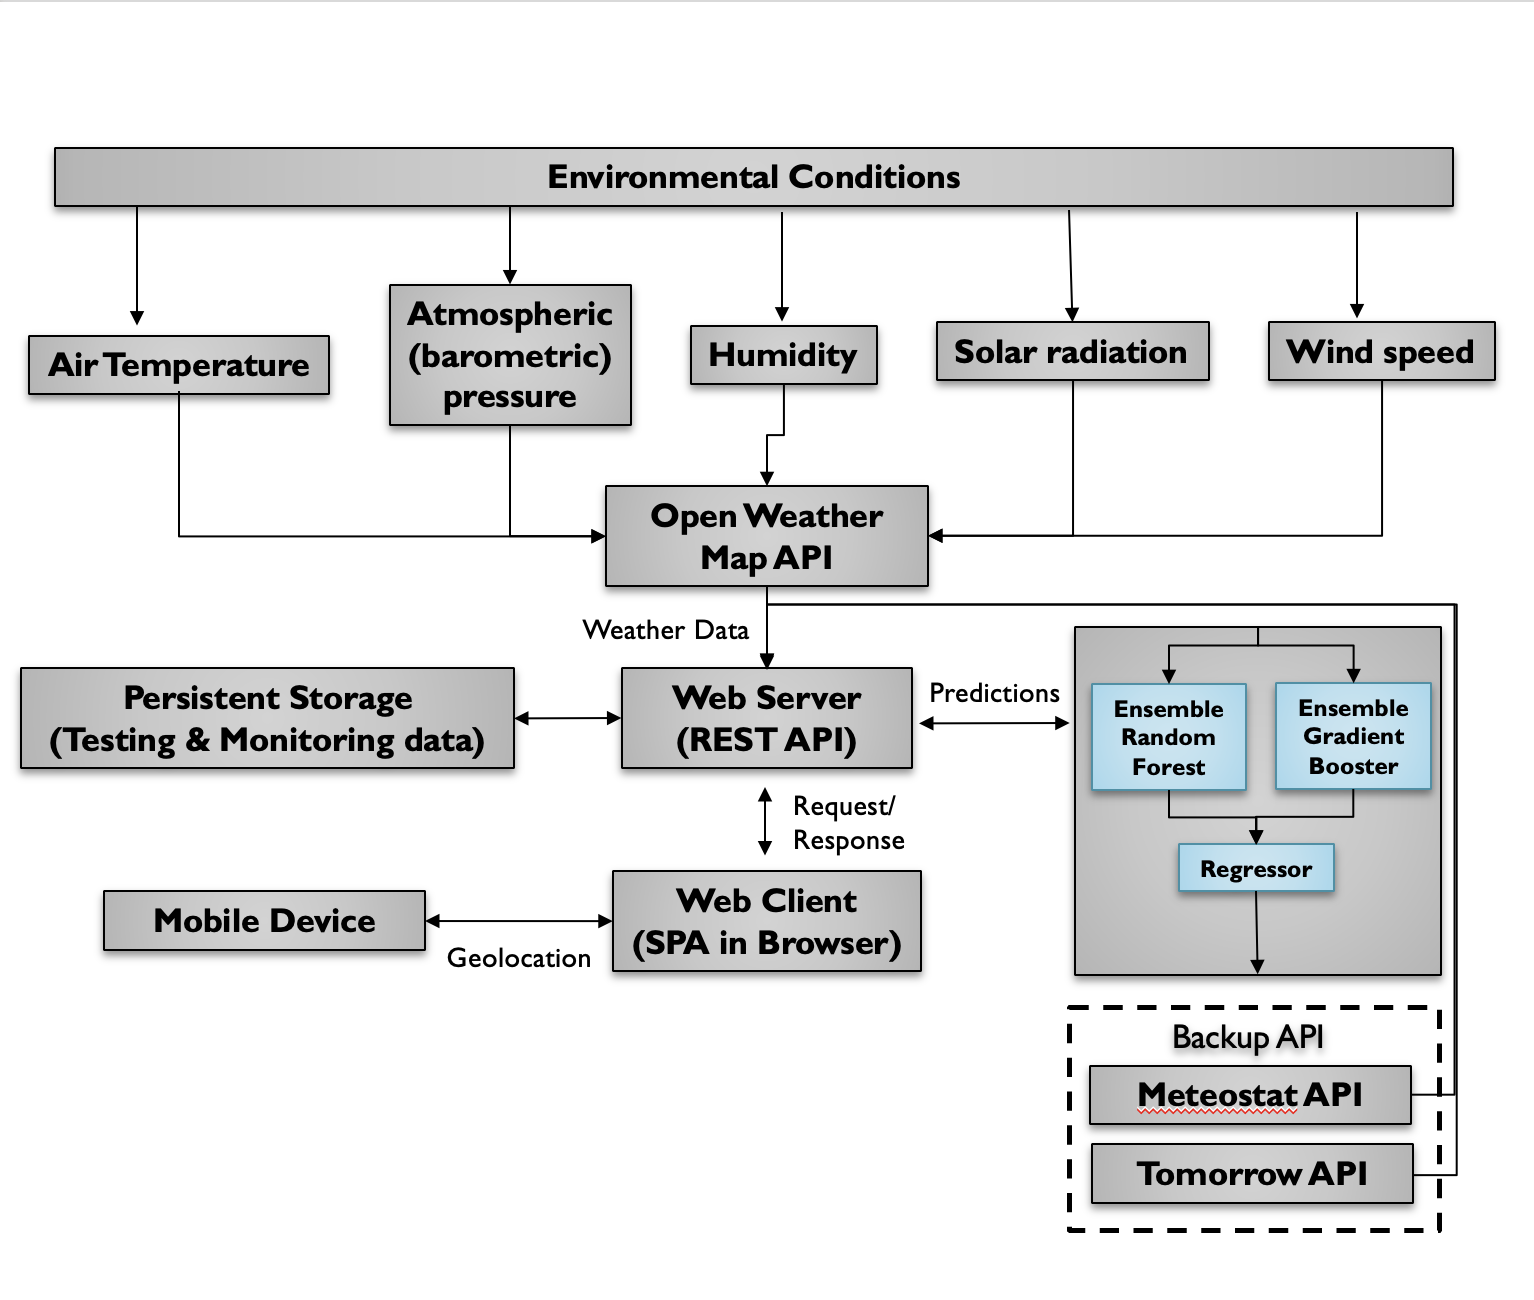 Environmental Conditions
Air Temperature
Atmospheric
(barometric)
pressure
Humidity
Solar radiation
Wind speed
Open Weather
Map API
Weather Data
Persistent Storage
(Testing & Monitoring data)
Web Server
(REST API)
Predictions
Ensemble
Random
Forest
Ensemble
Gradient
Booster
Regressor
Request/
Response
Mobile Device
Geolocation
Web Client
(SPA in Browser)
Backup API
Meteostat API
Tomorrow API